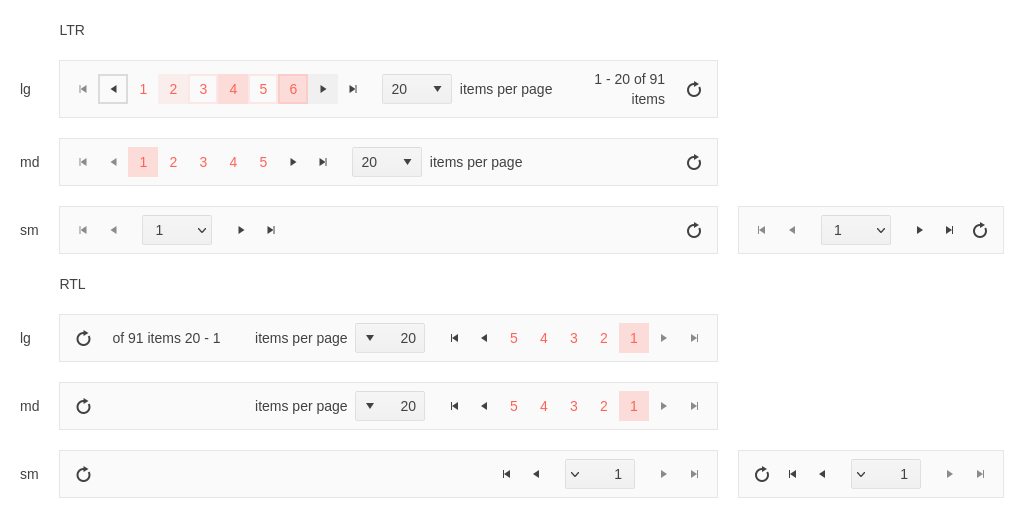 LTR
lg 1 2 3 4 5 6 20 items per page 1 - 20 of 91
items
md 1 2 3 4 5 20 items per page
sm 1 1
RTL
lg of 91 items 20 - 1 items per page 20 5 4 3 2 1
md items per page 20 5 4 3 2 1
sm 1 1